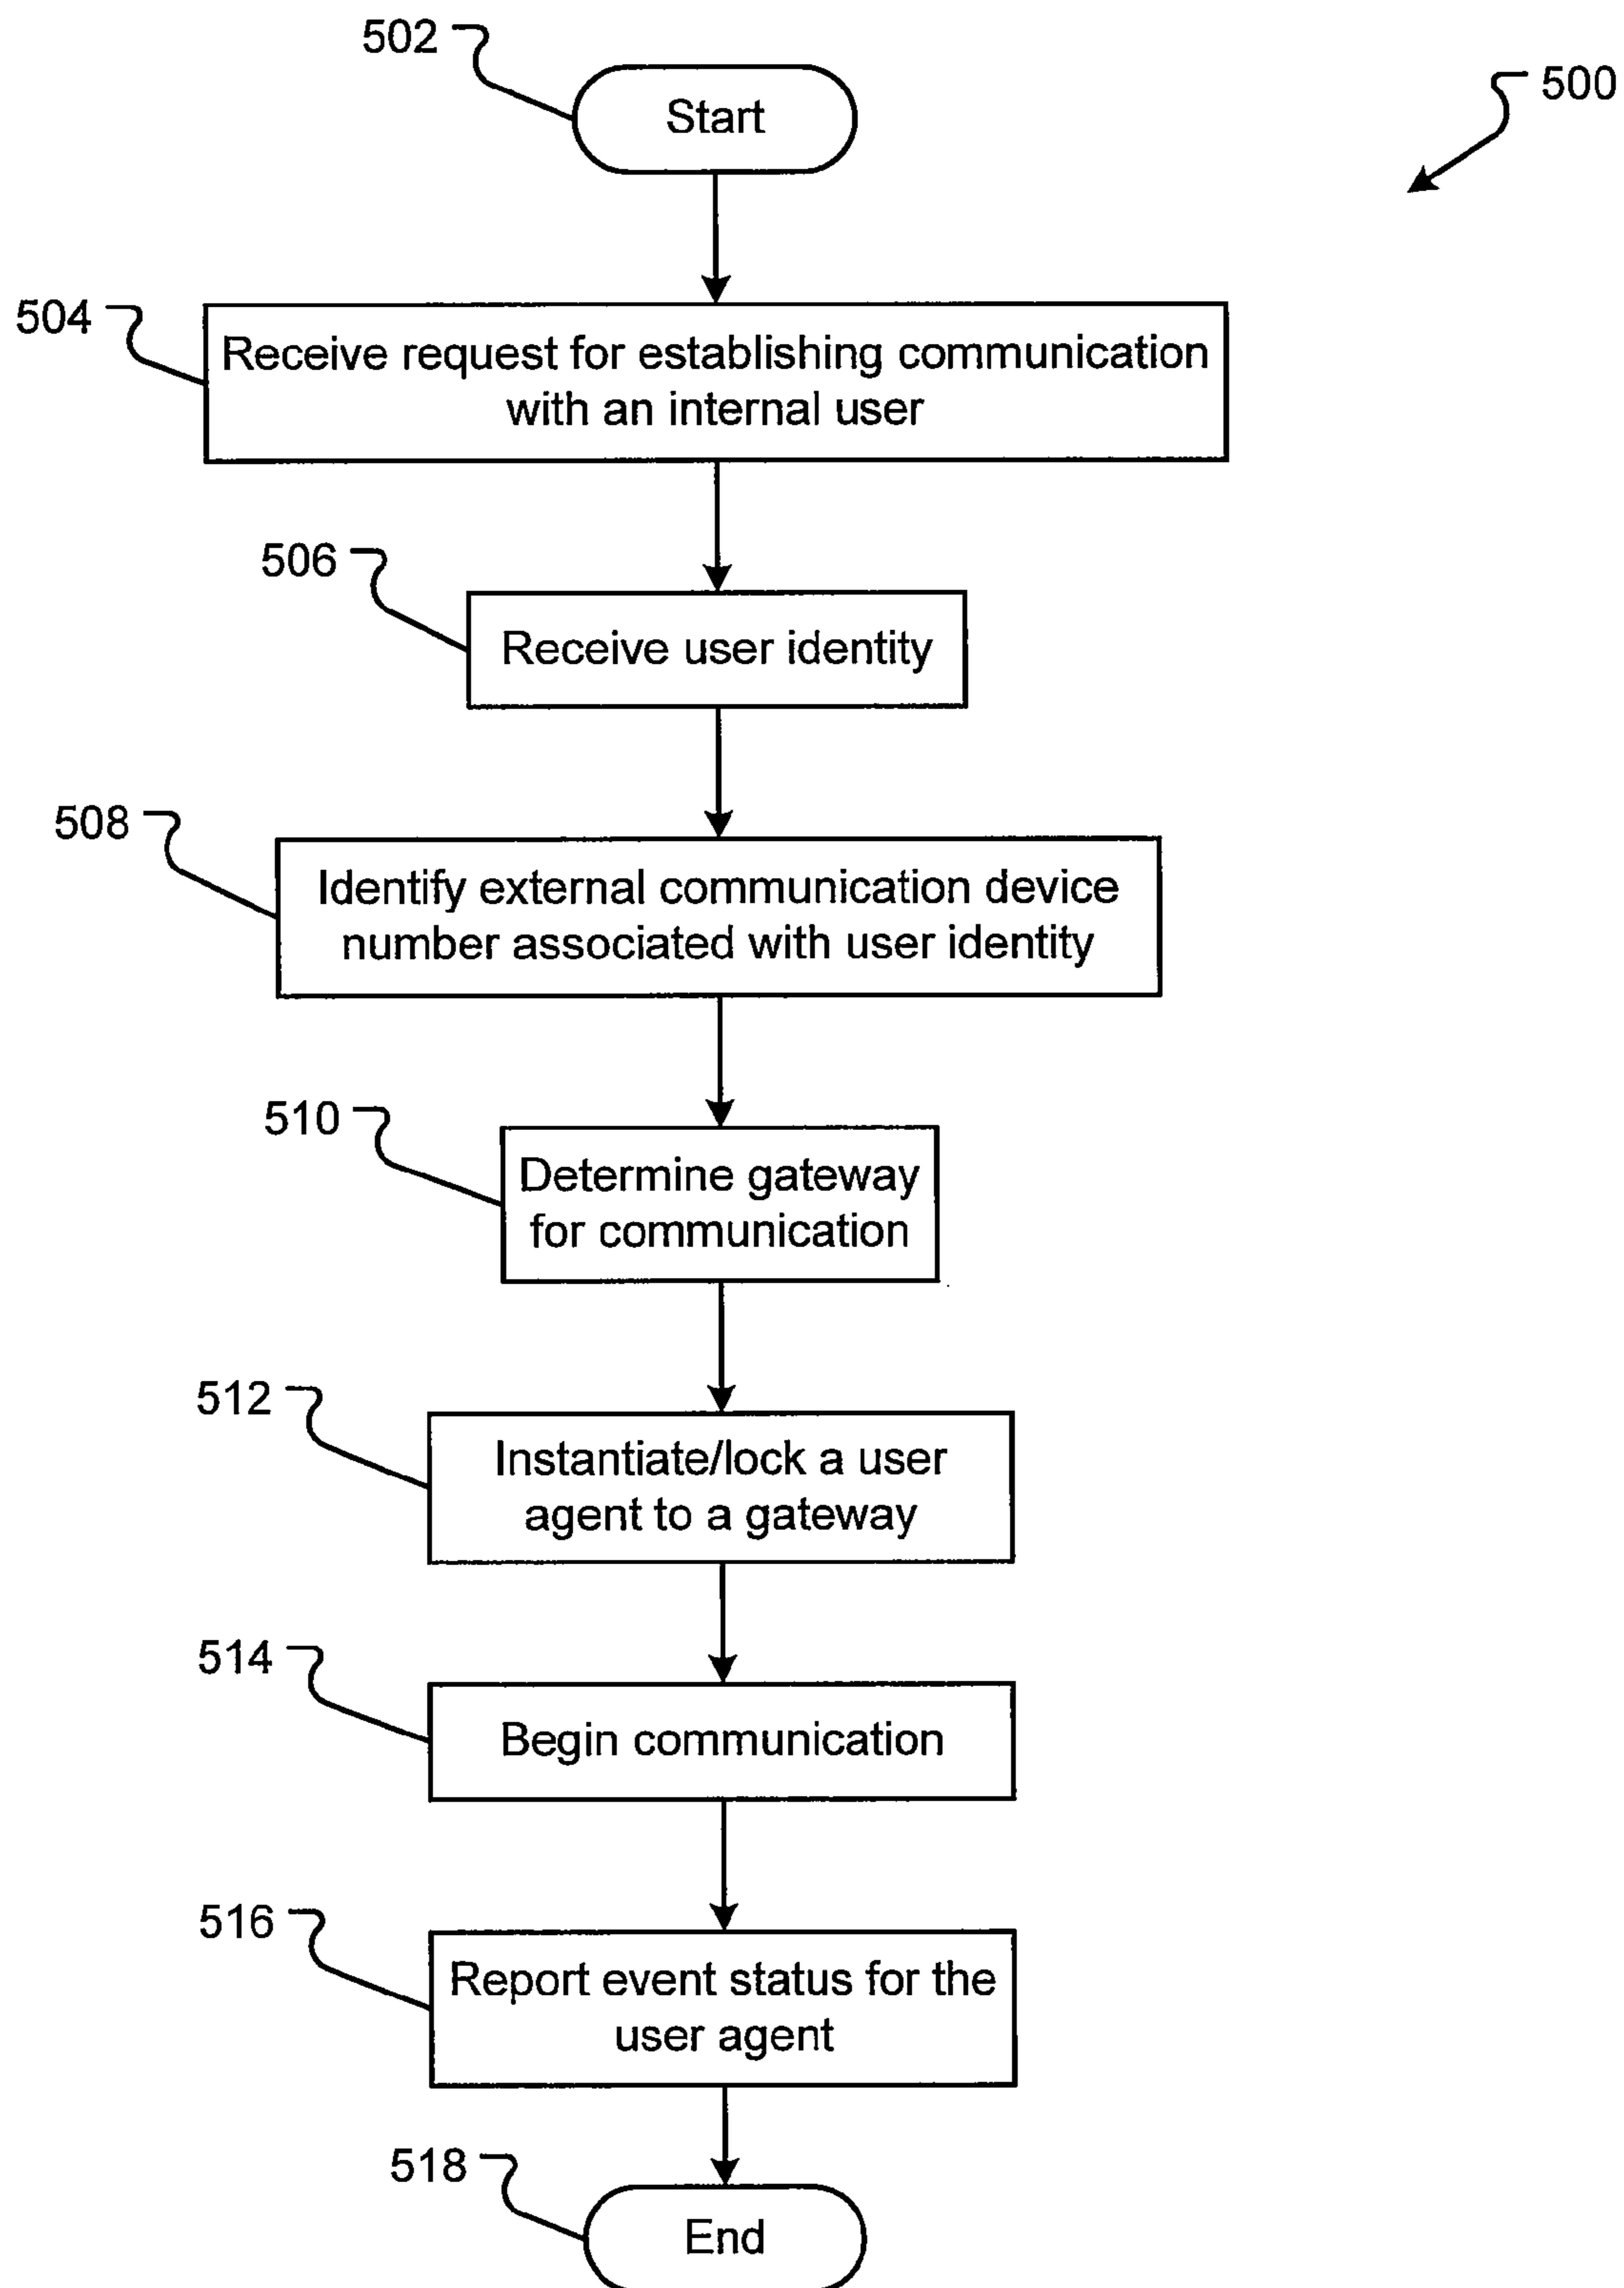 502
Start
500
504
Receive request for establishing communication
with an internal user
506
Receive user identity
508
Identify external communication device
number associated with user identity
510
Determine gateway
for communication
512
Instantiate/lock a user
agent to a gateway
514
Begin communication
516
Report event status for the
user agent
518
End